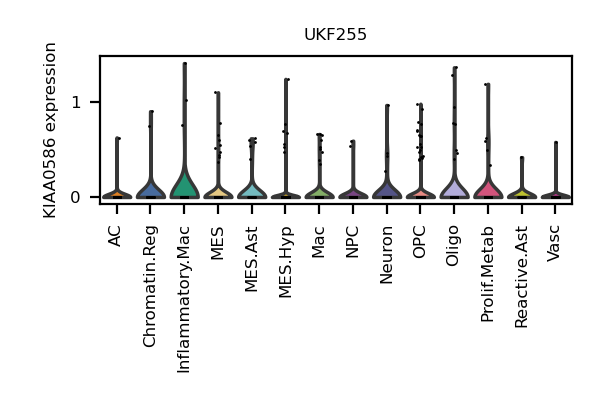 UKF255
KIAA0586 expression
1
0
AC
Chromatin.Reg
Inflammatory.Mac
MES
MES.Ast
MES.Hyp
Mac
NPC
Neuron
OPC
Oligo
Prolif.Metab
Reactive.Ast
Vasc